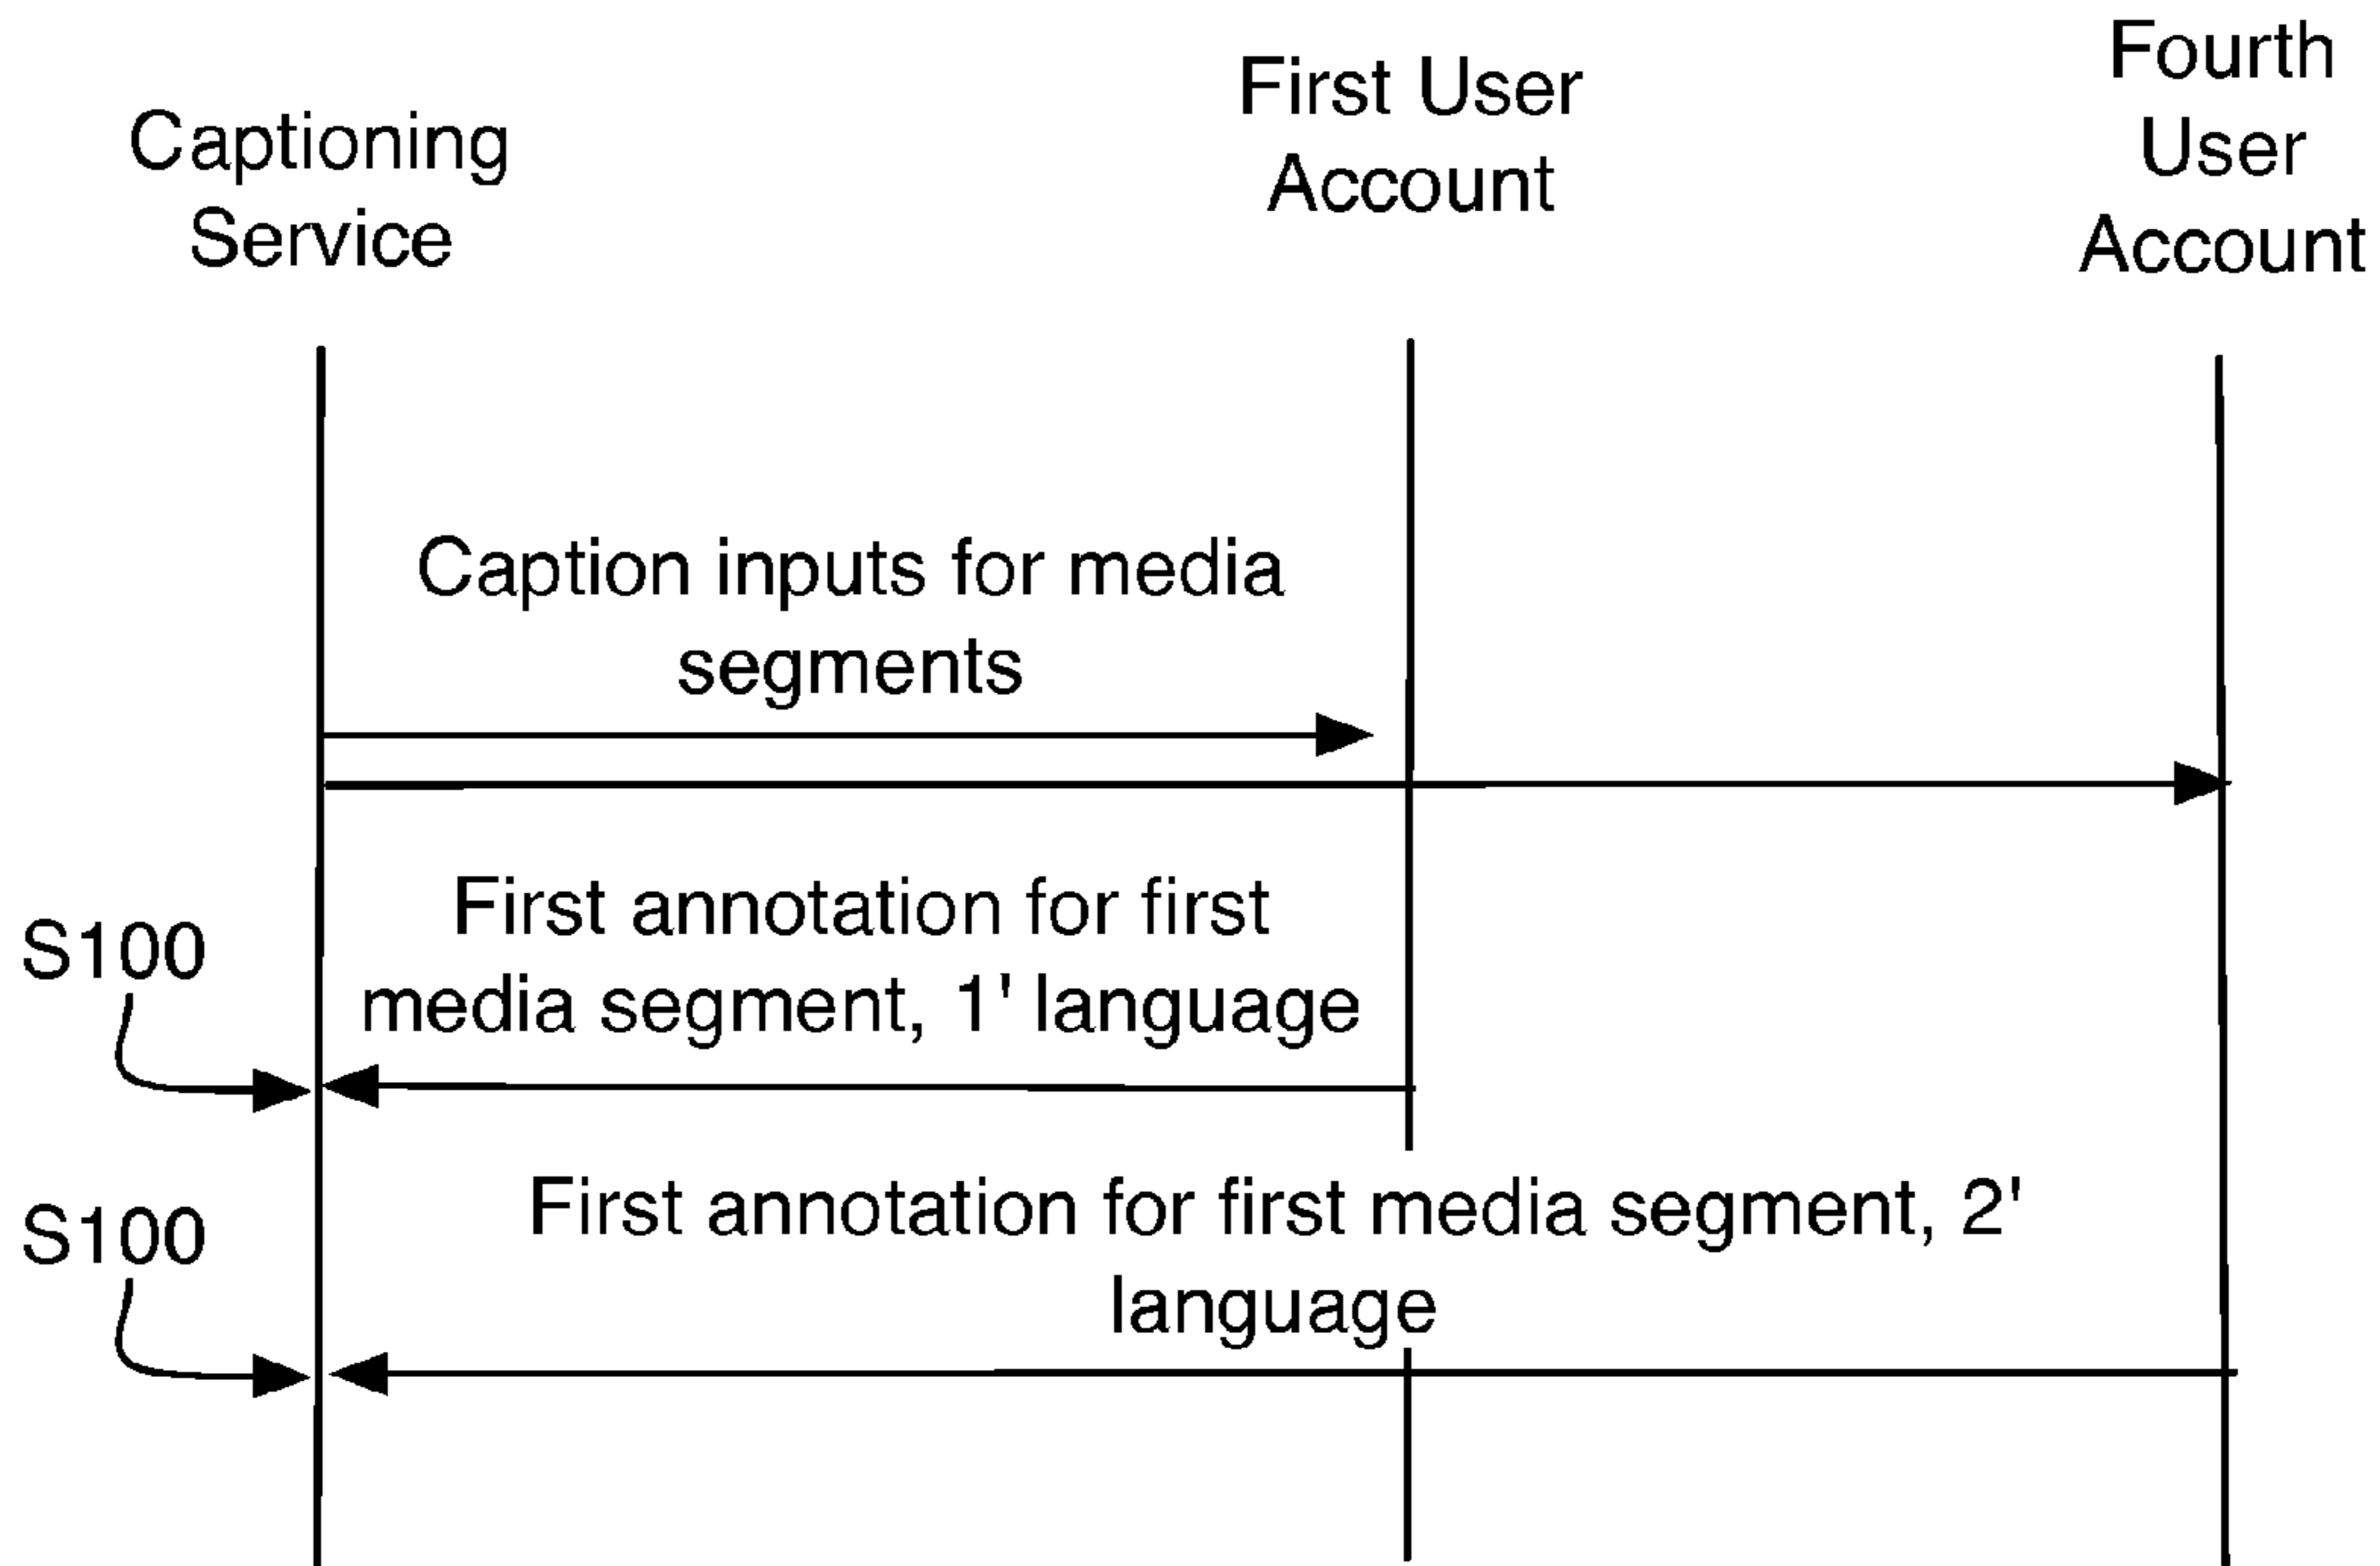 Captioning
Service
First User
Account
Fourth
User
Account
Caption inputs for media
segments
First annotation for first
media segment, 1' language
S100
First annotation for first media segment, 2'
language
S100